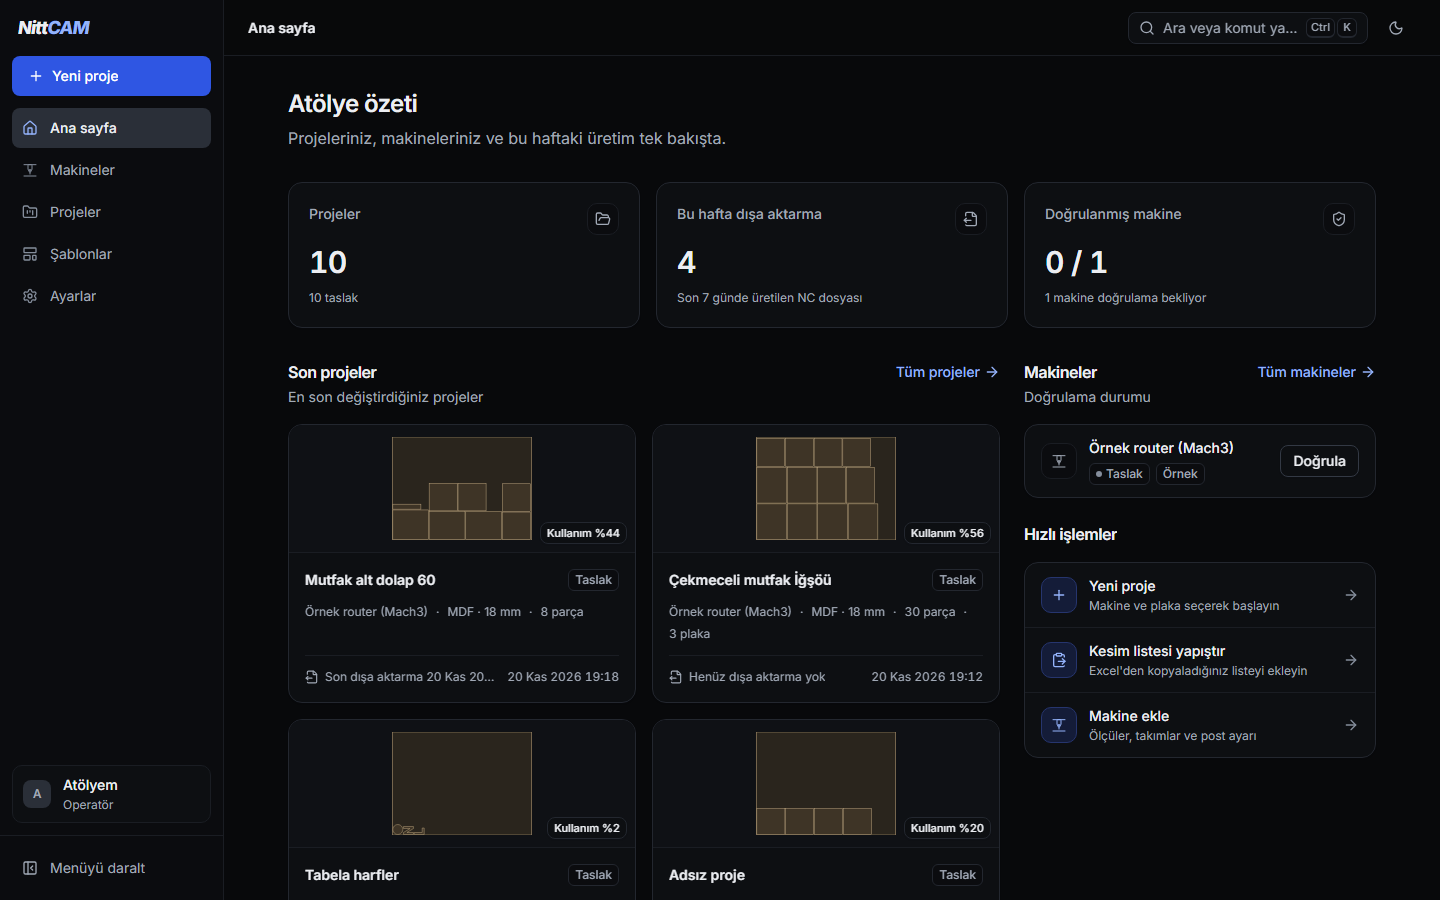 NittCAM
Yeni proje
Ana sayfa
Makineler
Projeler
Şablonlar
Ayarlar
Atölyem
A
Operatör
Menüyü daralt
Ana sayfa
Ara veya komut ya...
Ctrl
K
Atölye özeti
Projeleriniz, makineleriniz ve bu haftaki üretim tek bakışta.
Projeler
10
10 taslak
Bu hafta dışa aktarma
4
Son 7 günde üretilen NC dosyası
Doğrulanmış makine
0 / 1
1 makine doğrulama bekliyor
Son projeler
Tüm projeler
En son değiştirdiğiniz projeler
Kullanım %44
Mutfak alt dolap 60
Taslak
Örnek router (Mach3) · MDF · 18 mm · 8 parça
Son dışa aktarma 20 Kas 20...
20 Kas 2026 19:18
Kullanım %56
Çekmeceli mutfak İğşöü
Taslak
Örnek router (Mach3) · MDF · 18 mm · 30 parça ·
3 plaka
Henüz dışa aktarma yok
20 Kas 2026 19:12
Kullanım %2
Tabela harfler
Taslak
Kullanım %20
Adsız proje
Taslak
Makineler
Tüm makineler
Doğrulama durumu
Örnek router (Mach3)
Taslak
Örnek
Doğrula
Hızlı işlemler
Yeni proje
Makine ve plaka seçerek başlayın
Kesim listesi yapıştır
Excel'den kopyaladığınız listeyi ekleyin
Makine ekle
Ölçüler, takımlar ve post ayarı